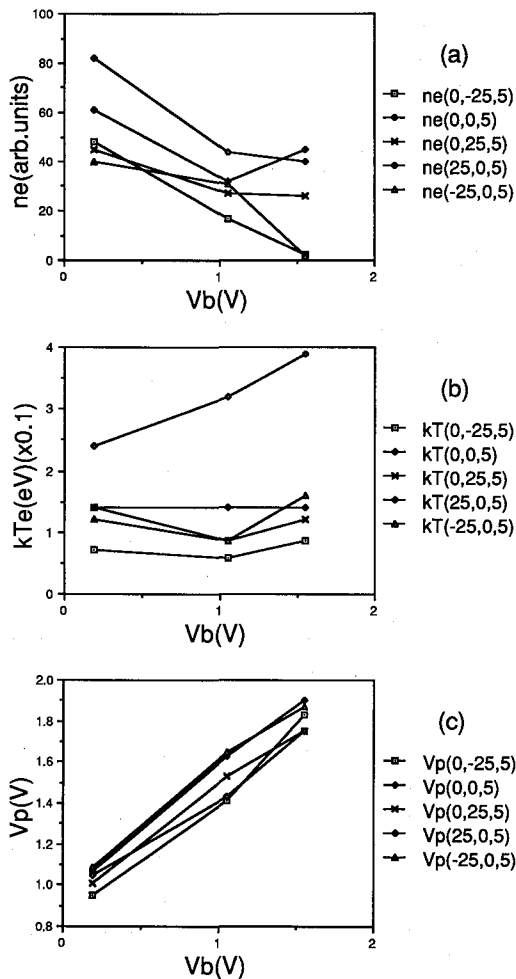 100
80
60
40
20
0
0
1
2
ne(arb.units)
Vb(V)
(a)
ne(0,-25,5)
ne(0,0,5)
ne(0,25,5)
ne(25,0,5)
ne(-25,0,5)
4
3
2
1
0
0
1
2
kTe(eV)(x0.1)
Vb(V)
(b)
kT(0,-25,5)
kT(0,0,5)
kT(0,25,5)
kT(25,0,5)
kT(-25,0,5)
2.0
1.8
1.6
1.4
1.2
1.0
0.8
0
1
2
Vp(V)
Vb(V)
(c)
Vp(0,-25,5)
Vp(0,0,5)
Vp(0,25,5)
Vp(25,0,5)
Vp(-25,0,5)